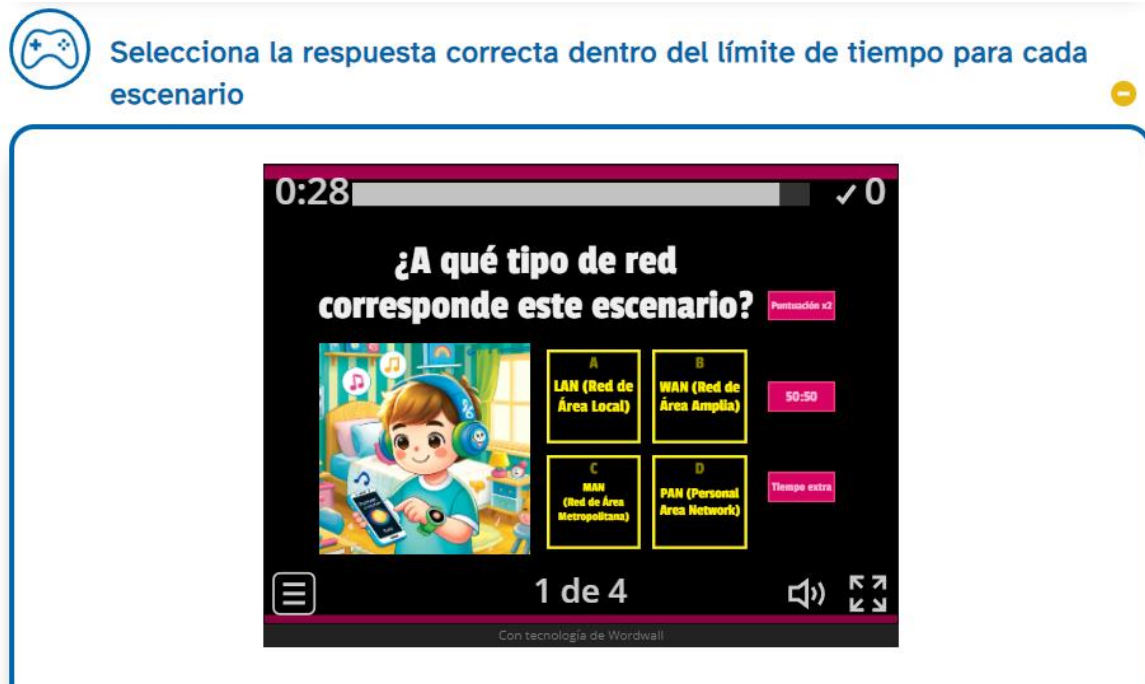 Selecciona la respuesta correcta dentro del límite de tiempo para cada
escenario
0:28
✓ 0
¿A qué tipo de red
corresponde este escenario?
Puntuación x2
A
LAN (Red de
Área Local)
B
WAN (Red de
Área Amplia)
50:50
C
MAN
(Red de Área
Metropolitana)
D
PAN (Personal
Area Network)
Tiempo extra
1 de 4
Con tecnología de Wordwall